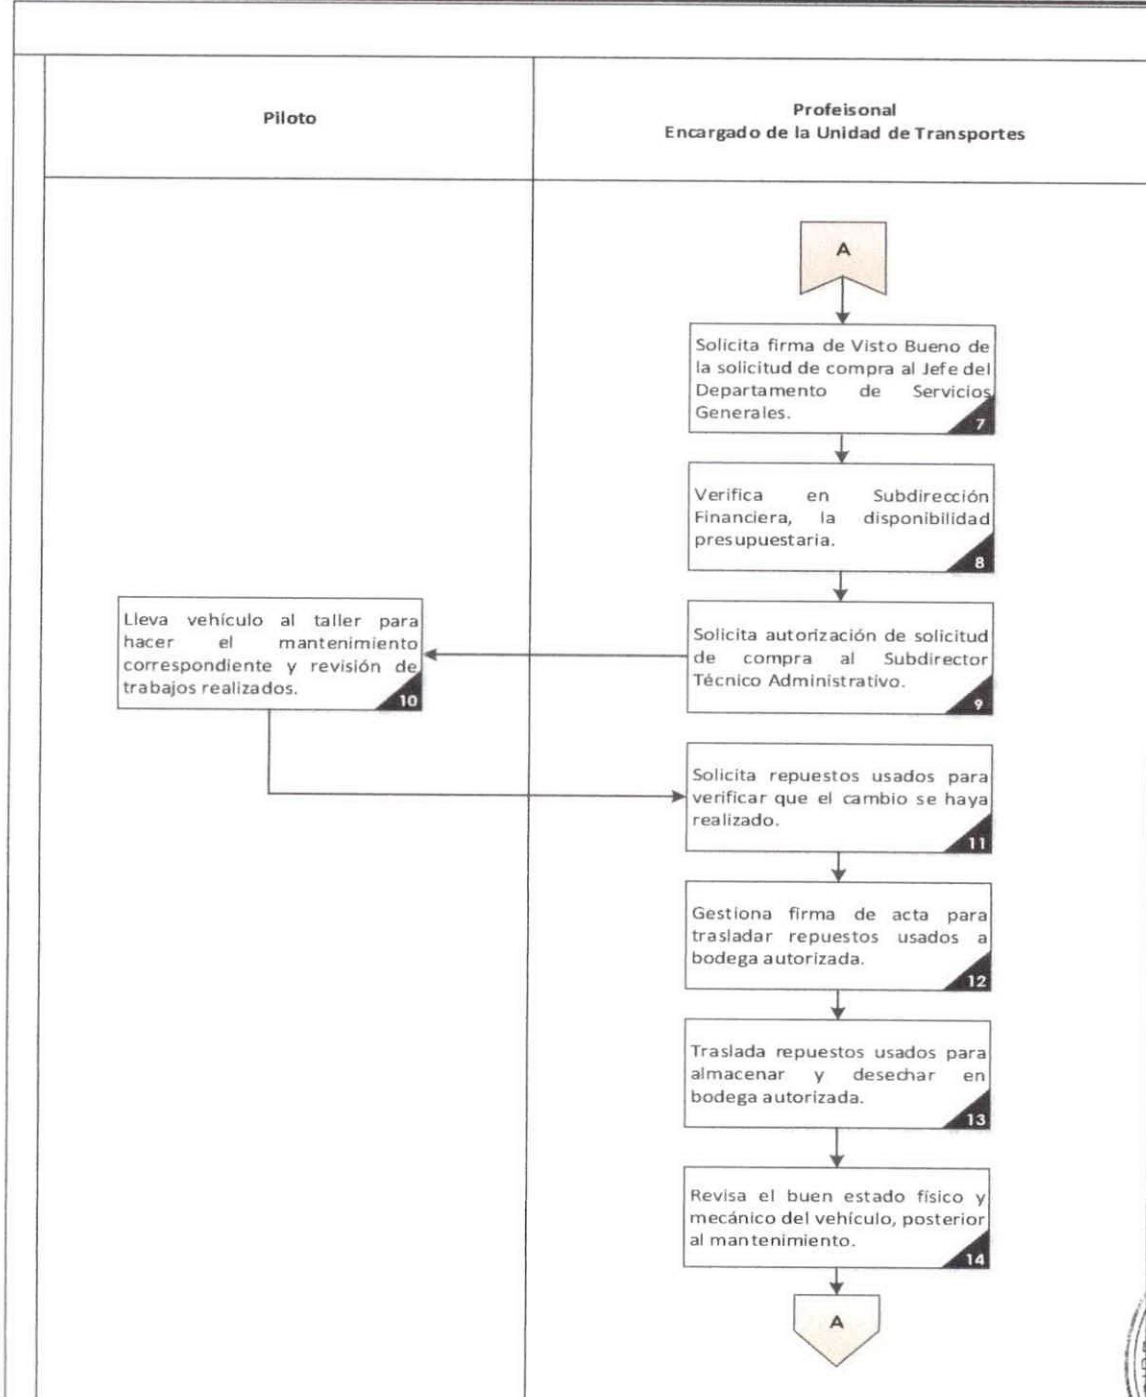 Piloto
Profeisonal
Encargado de la Unidad de Transportes
A
Solicita firma de Visto Bueno de
la solicitud de compra al Jefe del
Departamento de Servicios
Generales.
7
Verifica en Subdirección
Financiera, la disponibilidad
presupuestaria.
8
Solicita autorización de solicitud
de compra al Subdirector
Técnico Administrativo.
9
Lleva vehículo al taller para
hacer el mantenimiento
correspondiente y revisión de
trabajos realizados.
10
Solicita repuestos usados para
verificar que el cambio se haya
realizado.
11
Gestiona firma de acta para
trasladar repuestos usados a
bodega autorizada.
12
Traslada repuestos usados para
almacenar y desechar en
bodega autorizada.
13
Revisa el buen estado físico y
mecánico del vehículo, posterior
al mantenimiento.
14
A